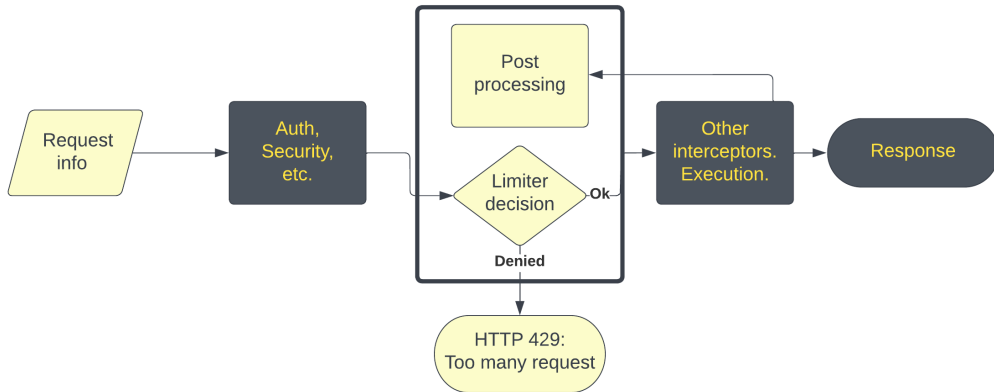 Request
info
Auth,
Security,
etc.
Post
processing
Limiter
decision
Ok
Denied
HTTP 429:
Too many request
Other
interceptors.
Execution.
Response